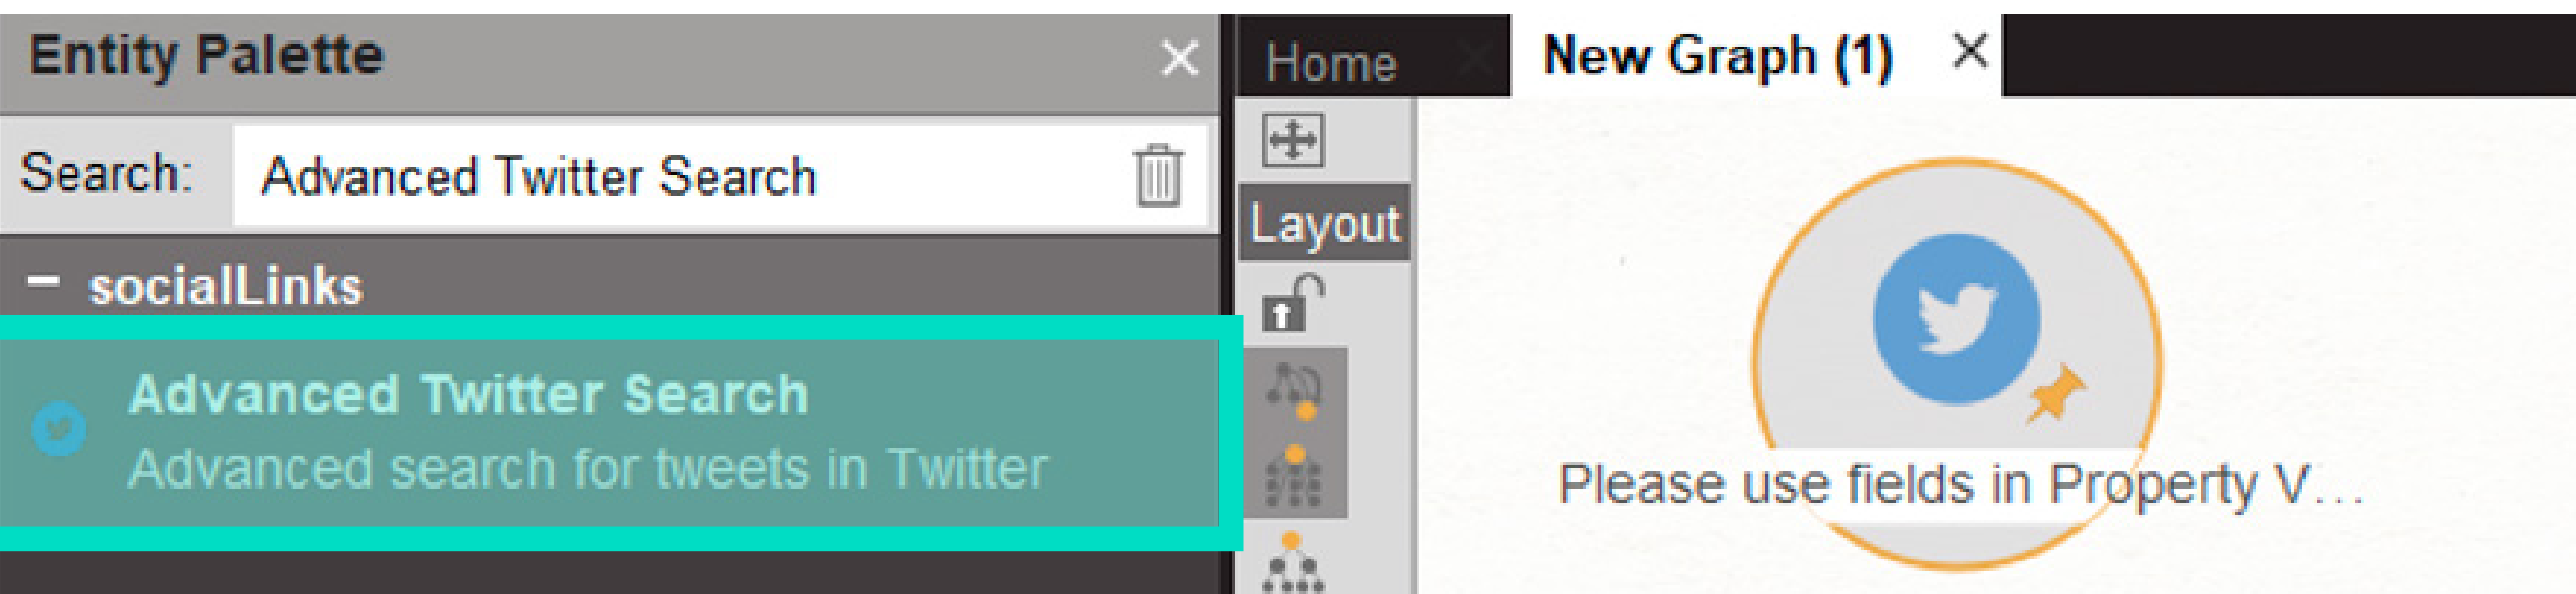 Entity Palette
Home
New Graph (1)
Search:
Advanced Twitter Search
Layout
socialLinks
Advanced Twitter Search
Advanced search for tweets in Twitter
Please use fields in Property V...